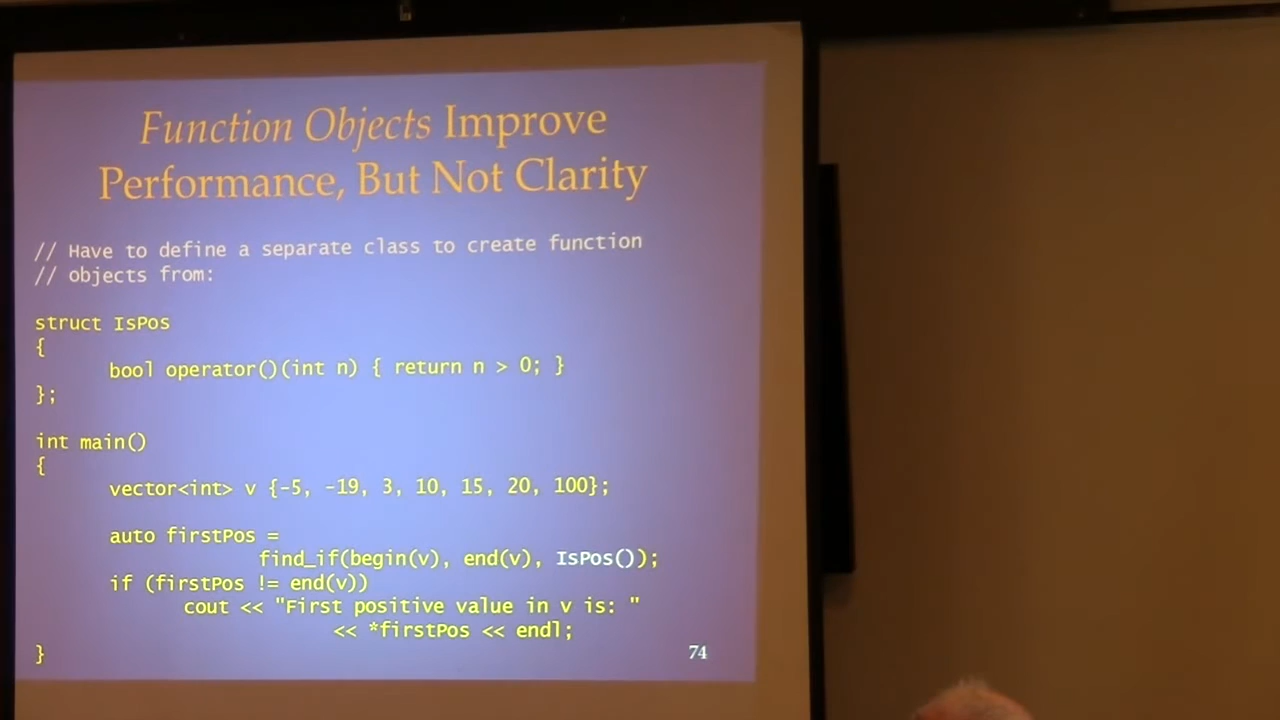 Function Objects Improve
Performance, But Not Clarity
// Have to define a separate class to create function
// objects from:
struct IsPos
{
bool operator()(int n) { return n > 0; }
};
int main()
{
vector<int> v {-5, -19, 3, 10, 15, 20, 100};
auto firstPos =
find_if(begin(v), end(v), IsPos());
if (firstPos != end(v))
cout << "First positive value in v is: "
<< *firstPos << endl;
}
74